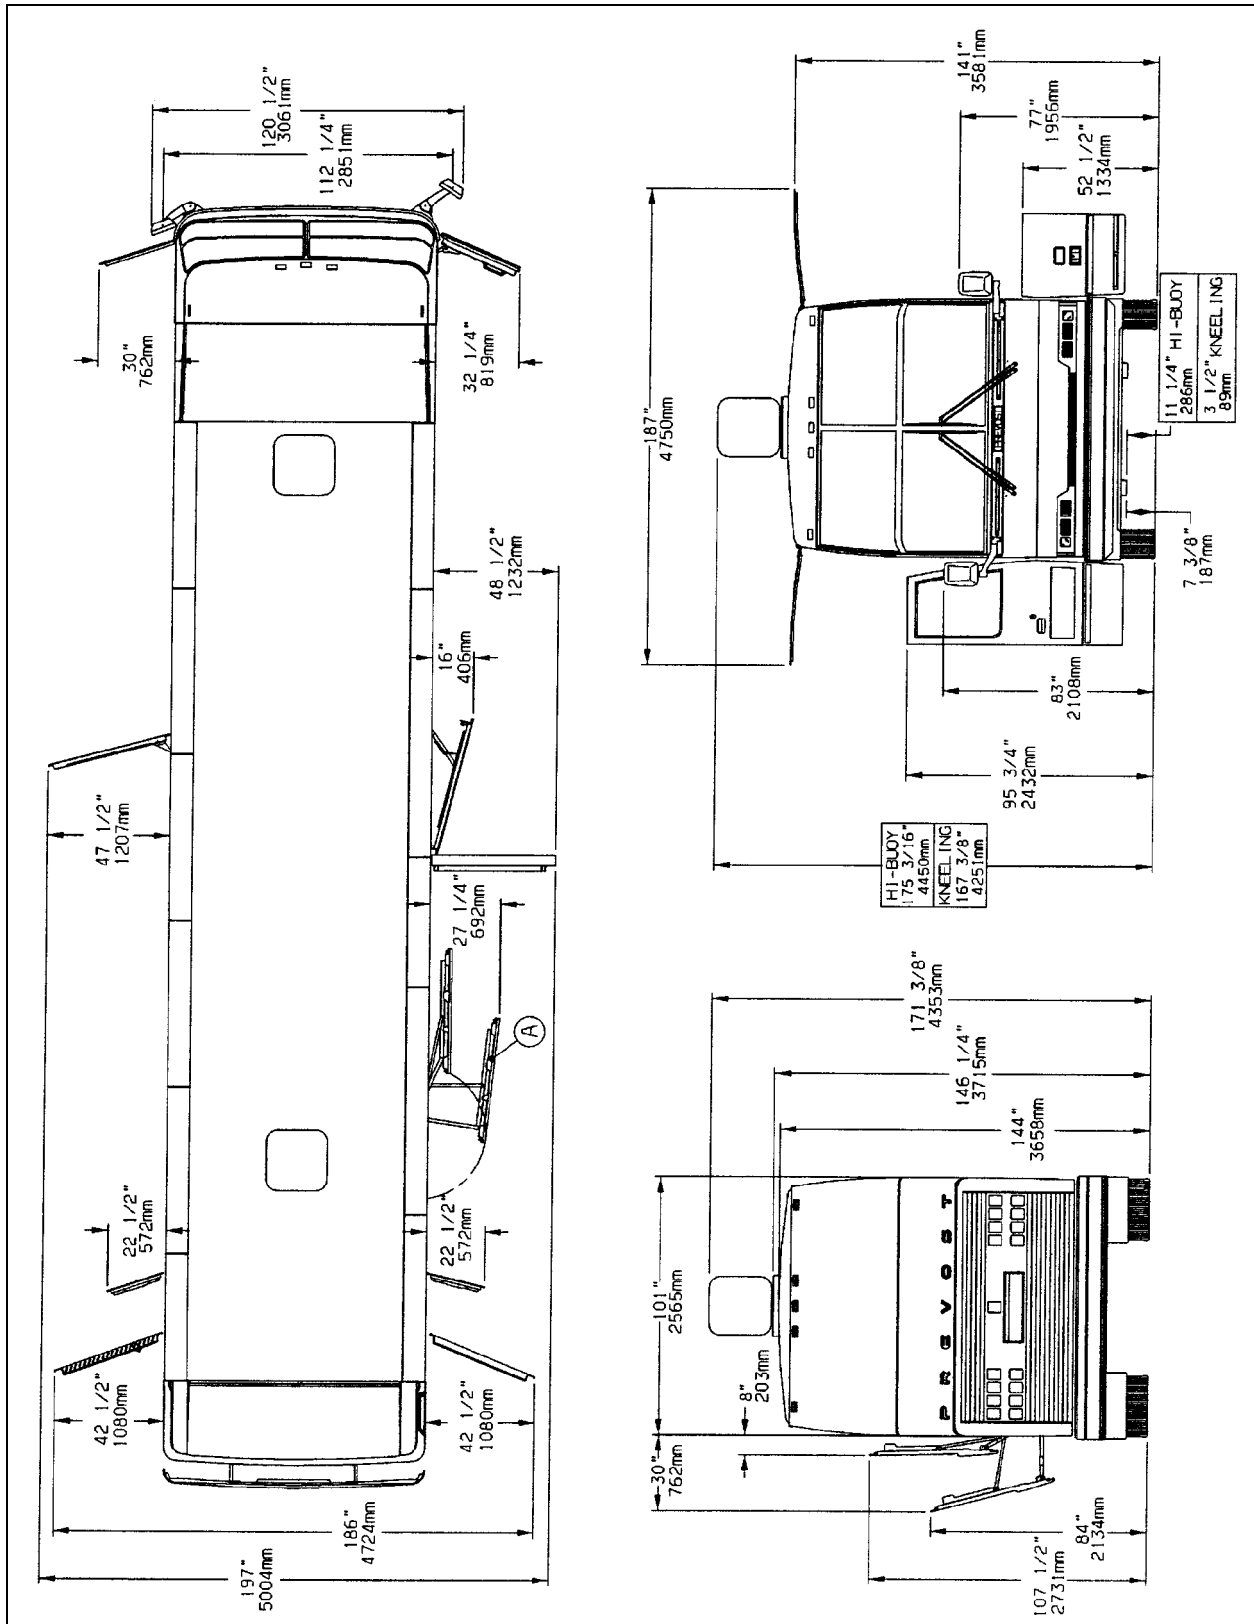 120 1/2"
3061mm
112 1/4"
2851mm
30"
762mm
32 1/4"
819mm
48 1/2"
1232mm
16"
406mm
47 1/2"
1207mm
27 1/4"
692mm
A
22 1/2"
572mm
22 1/2"
572mm
42 1/2"
1080mm
42 1/2"
1080mm
186"
4724mm
197"
5004mm
141"
3581mm
77"
1956mm
52 1/2"
1334mm
187"
4750mm
PREVOST
11 1/4" HI-BUOY
286mm
3 1/2" KNEELING
89mm
7 3/8"
187mm
83"
2108mm
95 3/4"
2432mm
HI-BUOY
175 3/16"
4450mm
KNEELING
167 3/8"
4251mm
171 3/8"
4353mm
146 1/4"
3715mm
144"
3658mm
101"
2565mm
8"
203mm
30"
762mm
PREVOST
84"
2134mm
107 1/2"
2731mm